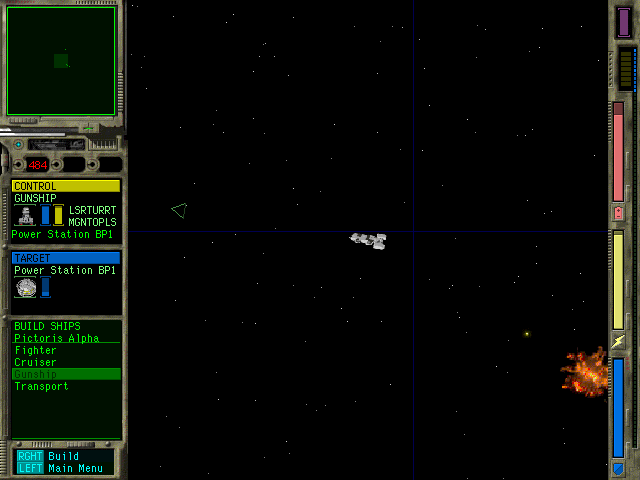 484
CONTROL
GUNSHIP
LSRTURRT
MGNTOPLS
Power Station BP1
TARGET
Power Station BP1
BUILD SHIPS
Pictoris Alpha
Fighter
Cruiser
Gunship
Transport
RGHT Build
LEFT Main Menu